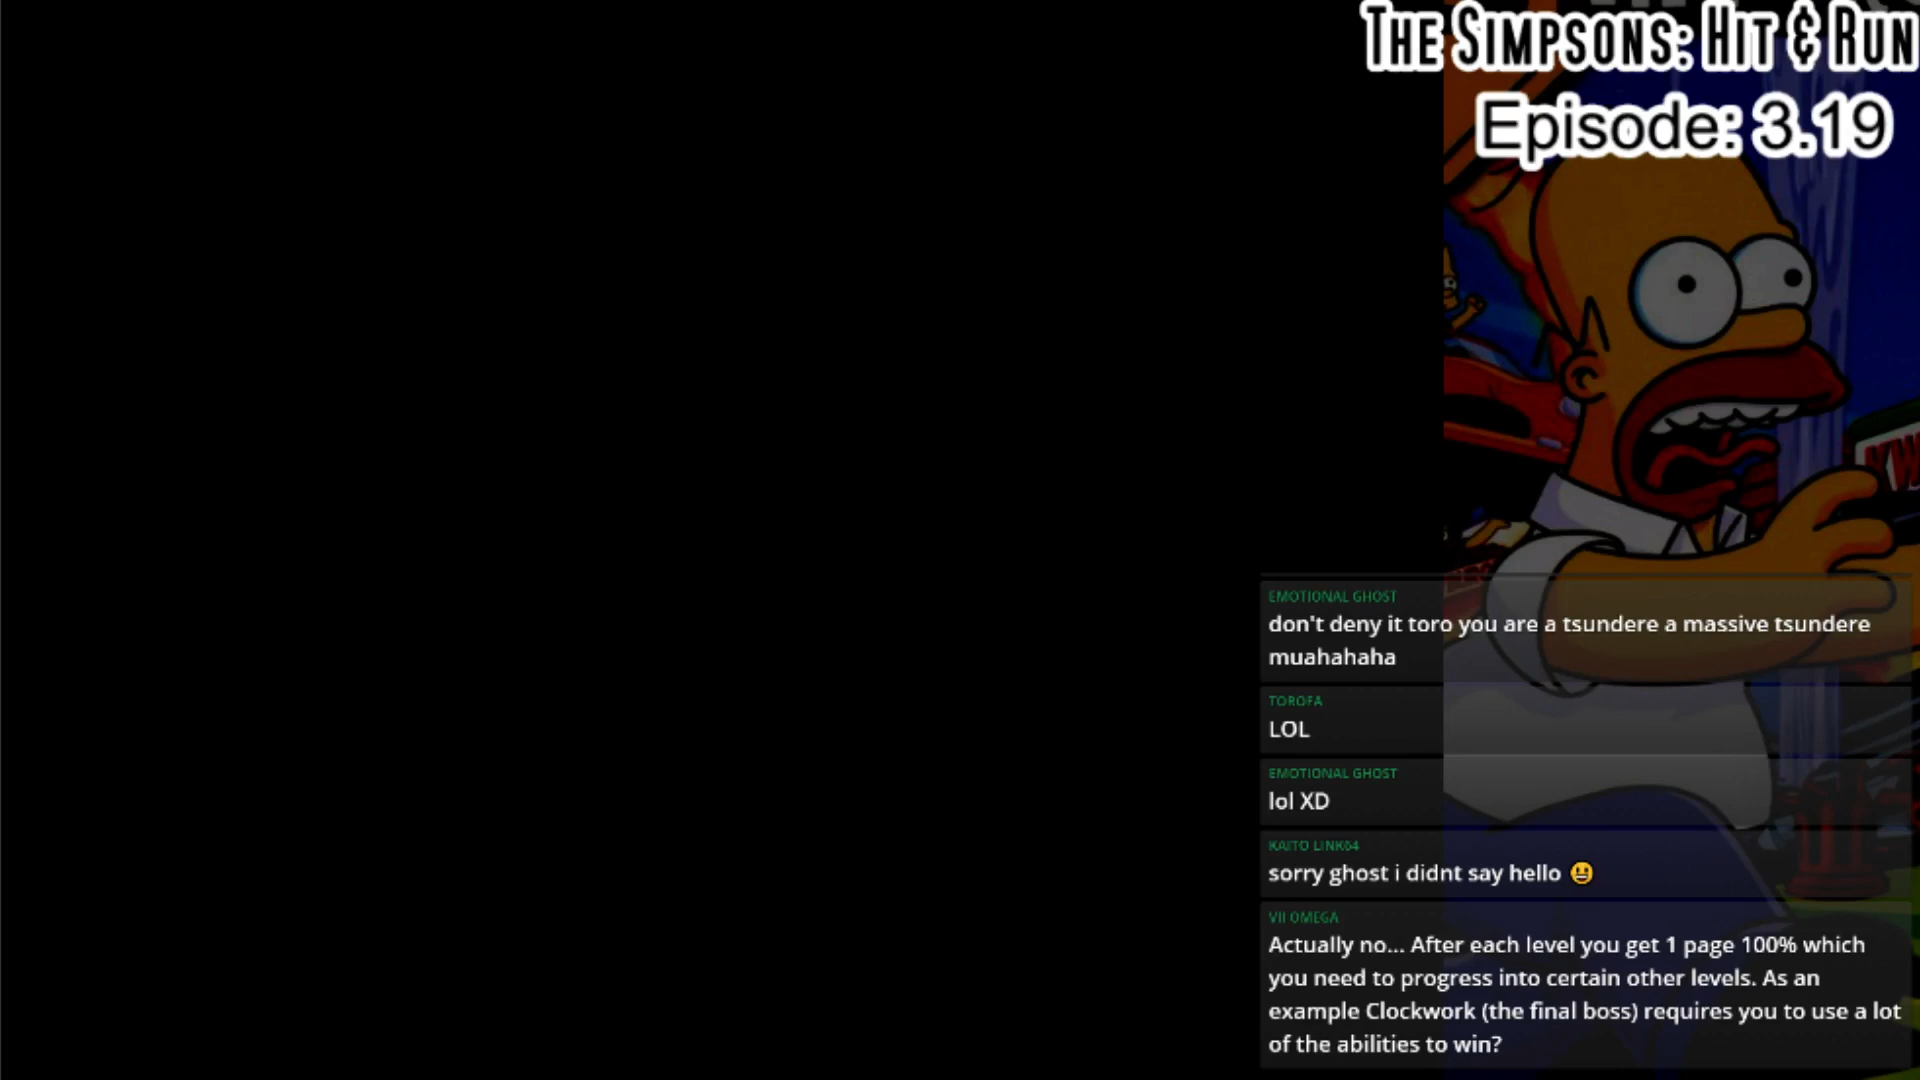 THE SIMPSONS: HIT & RUN
Episode: 3.19
EMOTIONAL GHOST
don't deny it toro you are a tsundere a massive tsundere
muahahaha
TOROFA
LOL
EMOTIONAL GHOST
lol XD
KAITO LINK64
sorry ghost i didnt say hello 😃
VII OMEGA
Actually no... After each level you get 1 page 100% which
you need to progress into certain other levels. As an
example Clockwork (the final boss) requires you to use a lot
of the abilities to win?